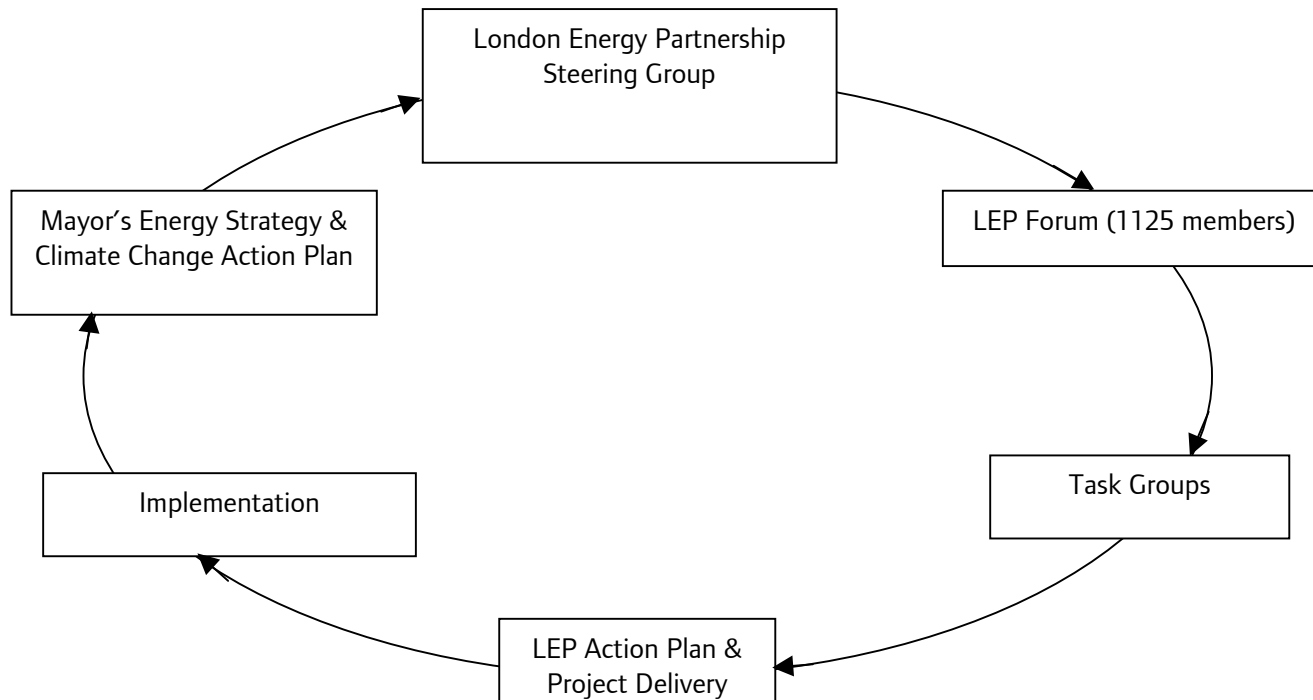 London Energy Partnership
Steering Group
Mayor’s Energy Strategy &
Climate Change Action Plan
LEP Forum (1125 members)
Task Groups
Implementation
LEP Action Plan &
Project Delivery